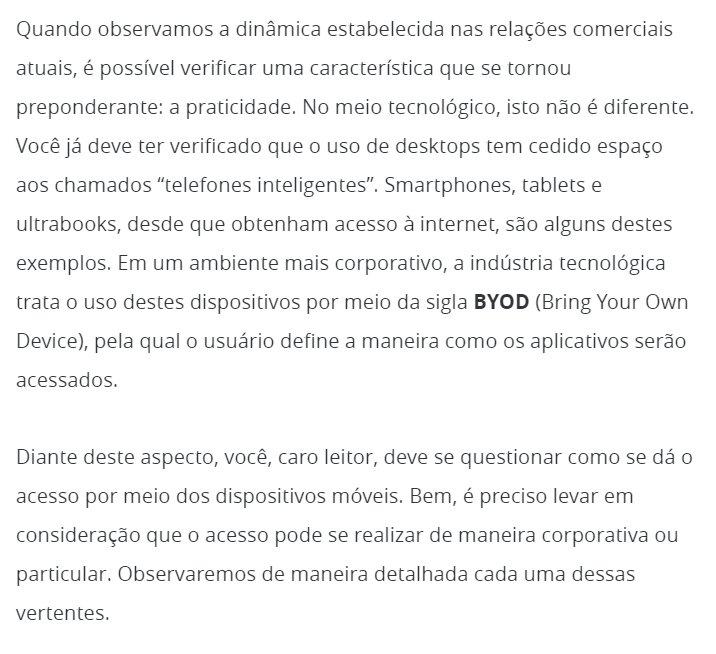 Quando observamos a dinâmica estabelecida nas relações comerciais
atuais, é possível verificar uma característica que se tornou
preponderante: a praticidade. No meio tecnológico, isto não é diferente.
Você já deve ter verificado que o uso de desktops tem cedido espaço
aos chamados “telefones inteligentes”. Smartphones, tablets e
ultrabooks, desde que obtenham acesso à internet, são alguns destes
exemplos. Em um ambiente mais corporativo, a indústria tecnológica
trata o uso destes dispositivos por meio da sigla BYOD (Bring Your Own
Device), pela qual o usuário define a maneira como os aplicativos serão
acessados.
Diante deste aspecto, você, caro leitor, deve se questionar como se dá o
acesso por meio dos dispositivos móveis. Bem, é preciso levar em
consideração que o acesso pode se realizar de maneira corporativa ou
particular. Observaremos de maneira detalhada cada uma dessas
vertentes.